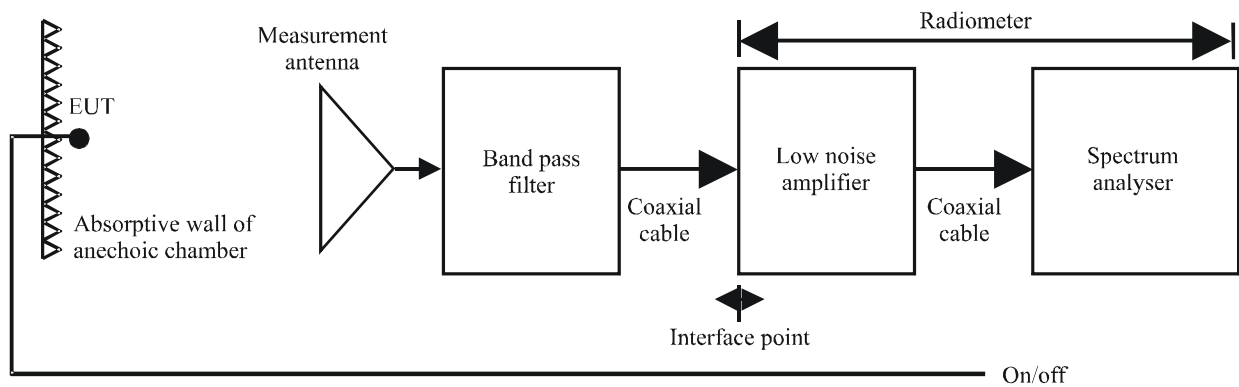 Radiometer
Measurement
antenna
EUT
Band pass
filter
Low noise
amplifier
Spectrum
analyser
Coaxial
cable
Coaxial
cable
Absorptive wall of
anechoic chamber
Interface point
On/off